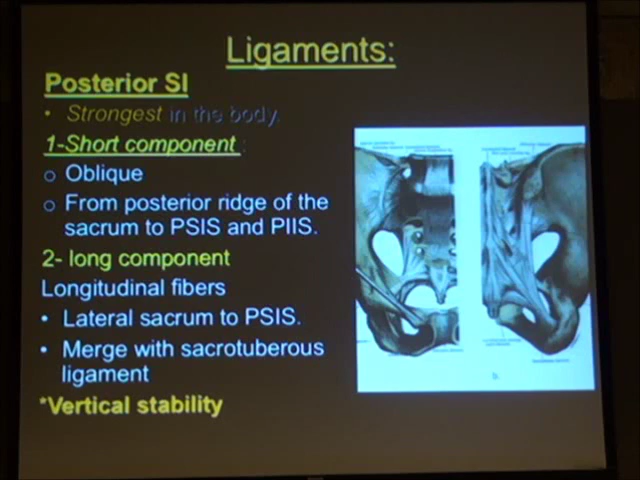 Ligaments:
Posterior SI
• Strongest in the body.
1-Short component :
o Oblique
o From posterior ridge of the
sacrum to PSIS and PIIS.
2- long component
Longitudinal fibers
• Lateral sacrum to PSIS.
• Merge with sacrotuberous
ligament
*Vertical stability